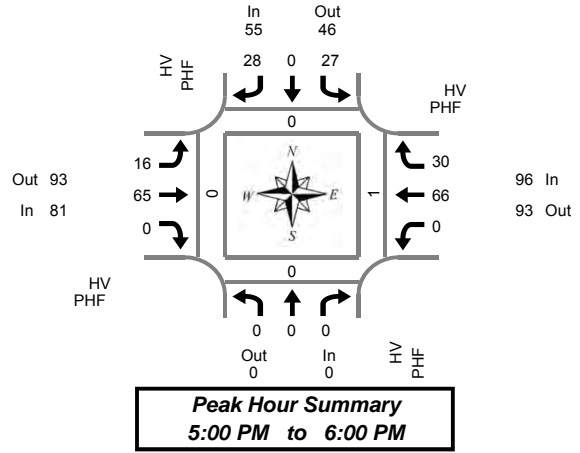 In Out
55 46
28 0 27
HV
PHF
HV
PHF
0
16
30
Out 93
65
0
N
W E
S
1
66
96 In
In 81
0
0
93 Out
HV
PHF
0
0 0 0
Out In
0 0
HV
PHF
Peak Hour Summary
5:00 PM to 6:00 PM